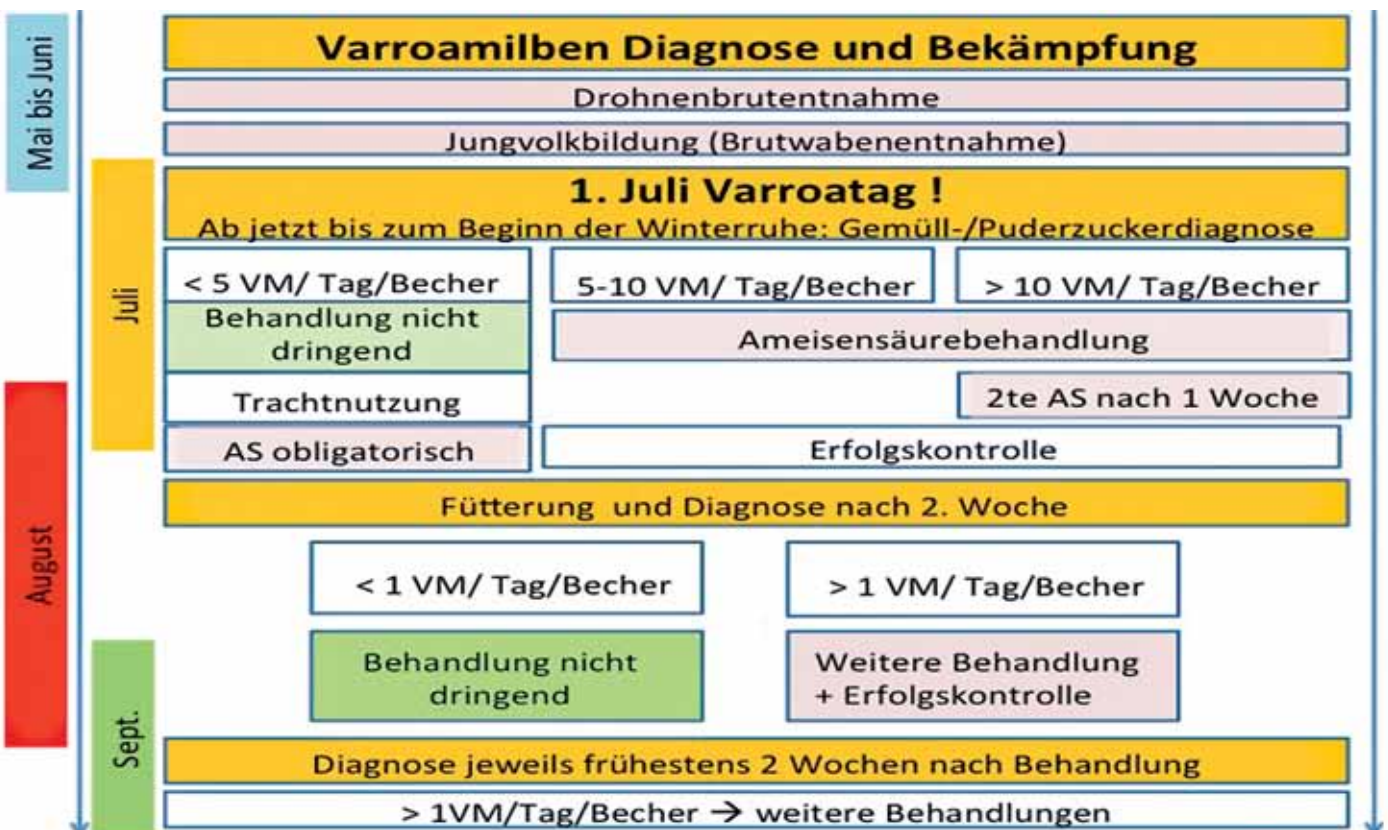 Mai bis Juni
Varroamilben Diagnose und Bekämpfung
Drohnenbrutentnahme
Jungvolkbildung (Brutwabenentnahme)
Juli
1. Juli Varroatag !
Ab jetzt bis zum Beginn der Winterruhe: Gemüll-/Puderzuckerdiagnose
< 5 VM/ Tag/Becher
5-10 VM/ Tag/Becher
> 10 VM/ Tag/Becher
Behandlung nicht
dringend
Ameisensäurebehandlung
Trachtnutzung
2te AS nach 1 Woche
AS obligatorisch
Erfolgskontrolle
August
Fütterung und Diagnose nach 2. Woche
< 1 VM/ Tag/Becher
> 1 VM/ Tag/Becher
Behandlung nicht
dringend
Weitere Behandlung
+ Erfolgskontrolle
Sept.
Diagnose jeweils frühestens 2 Wochen nach Behandlung
> 1VM/Tag/Becher → weitere Behandlungen